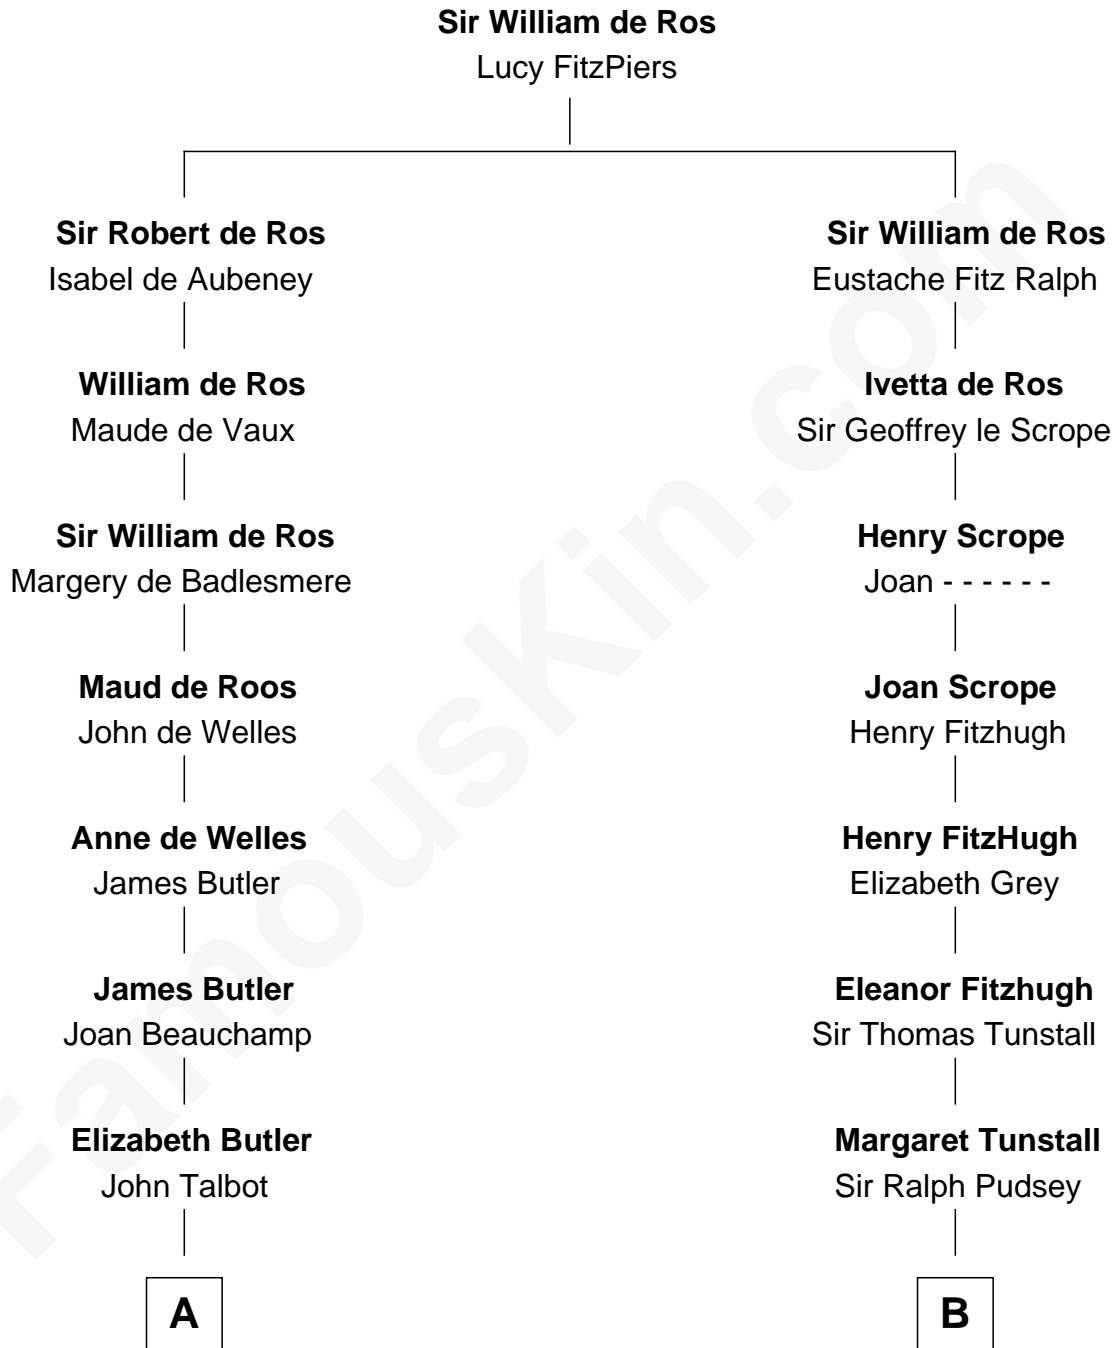 Sir William de Ros
Lucy FitzPiers
Sir Robert de Ros
Isabel de Aubeney
William de Ros
Maude de Vaux
Sir William de Ros
Margery de Badlesmere
Maud de Roos
John de Welles
Anne de Welles
James Butler
James Butler
Joan Beauchamp
Elizabeth Butler
John Talbot
A
Sir William de Ros
Eustache Fitz Ralph
Ivetta de Ros
Sir Geoffrey le Scrope
Henry Scrope
Joan - - - - - -
Joan Scrope
Henry Fitzhugh
Henry FitzHugh
Elizabeth Grey
Eleanor Fitzhugh
Sir Thomas Tunstall
Margaret Tunstall
Sir Ralph Pudsey
B
FamousKin.com